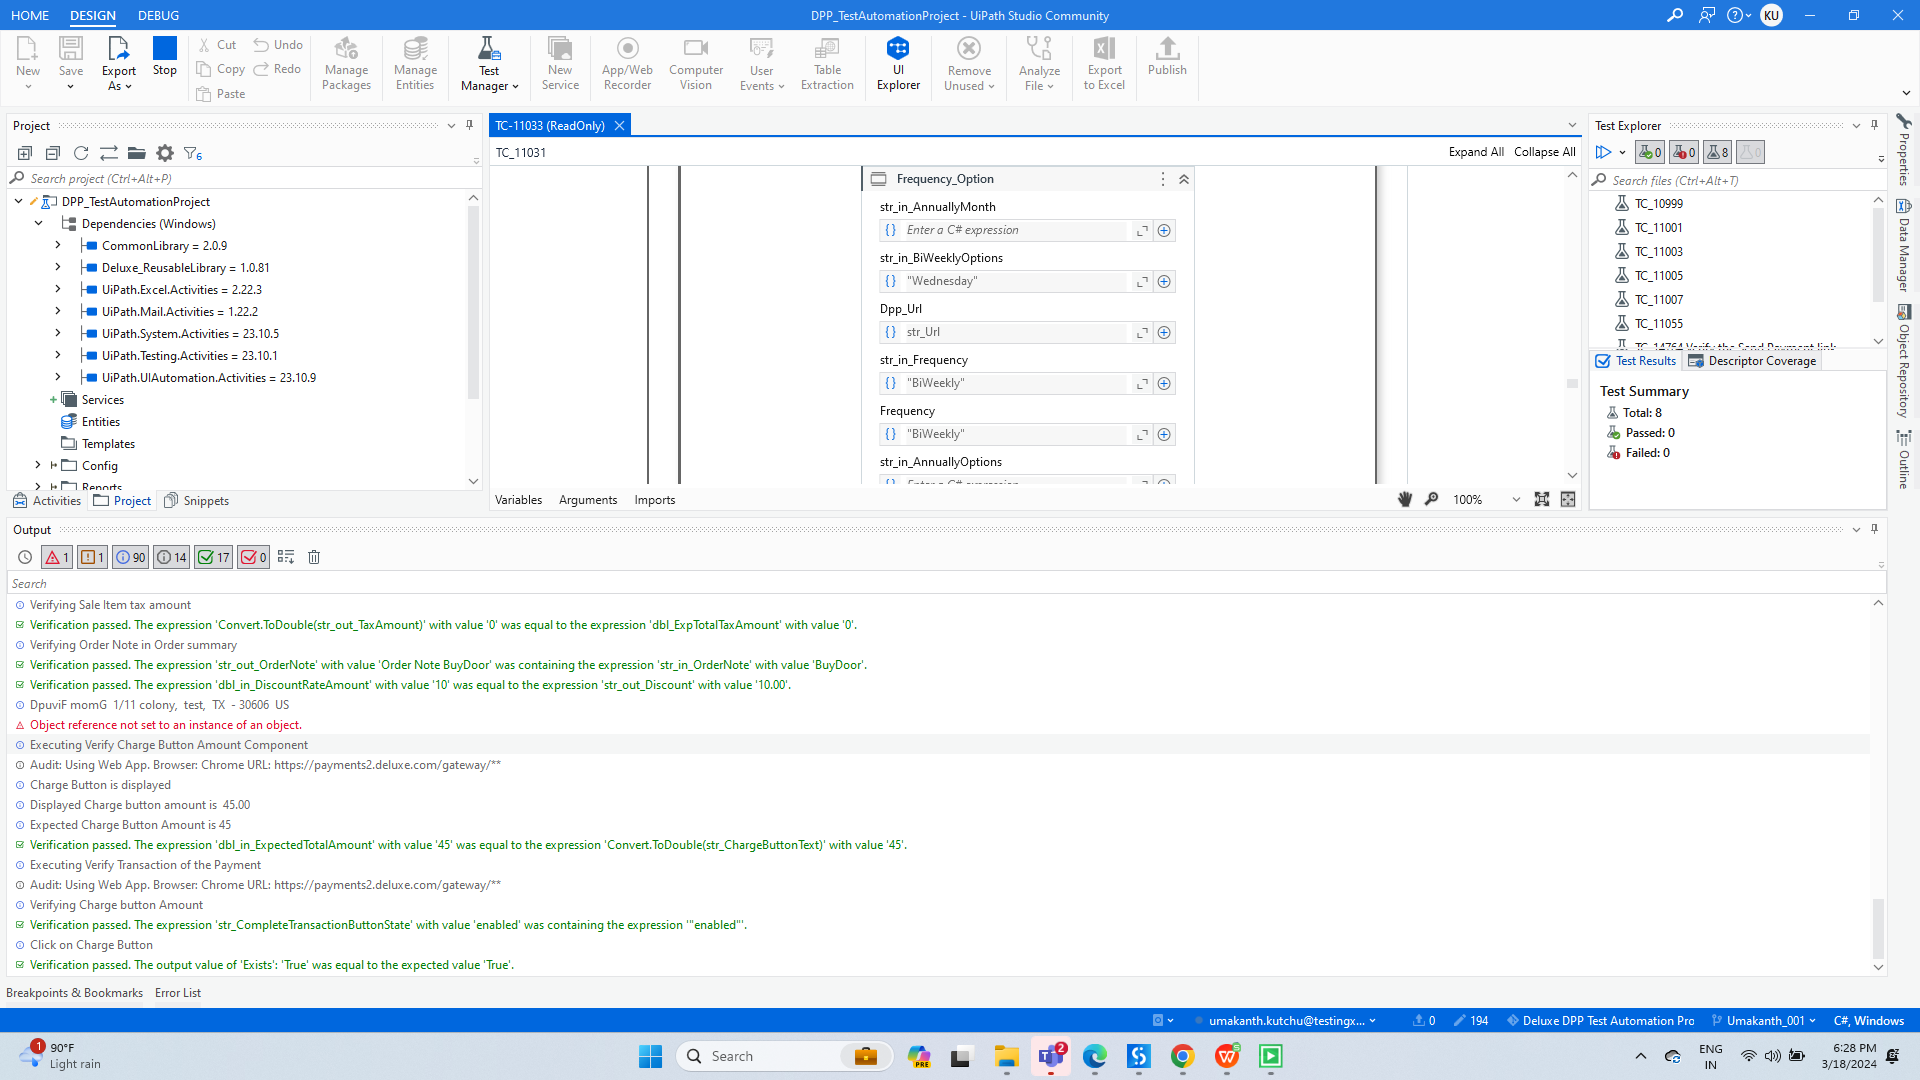 HOME DESIGN DEBUG
DPP_TestAutomationProject - UiPath Studio Community
KU
New
Save
Export As
Stop
Cut
Copy
Paste
Undo
Redo
Manage Packages
Manage Entities
Test Manager
New Service
App/Web Recorder
Computer Vision
User Events
Table Extraction
UI Explorer
Remove Unused
Analyze File
Export to Excel
Publish
Project
6
Search project (Ctrl+Alt+P)
DPP_TestAutomationProject
Dependencies (Windows)
CommonLibrary = 2.0.9
Deluxe_ReusableLibrary = 1.0.81
UiPath.Excel.Activities = 2.22.3
UiPath.Mail.Activities = 1.22.2
UiPath.System.Activities = 23.10.5
UiPath.Testing.Activities = 23.10.1
UiPath.UIAutomation.Activities = 23.10.9
Services
Entities
Templates
Config
Reports
Activities Project Snippets
TC-11033 (ReadOnly)
TC_11031
Expand All Collapse All
Frequency_Option
str_in_AnnuallyMonth
Enter a C# expression
str_in_BiWeeklyOptions
"Wednesday"
Dpp_Url
str_Url
str_in_Frequency
"BiWeekly"
Frequency
"BiWeekly"
str_in_AnnuallyOptions
Enter a C# expression
Variables Arguments Imports
100%
Test Explorer
0 0 8 0
Search files (Ctrl+Alt+T)
TC_10999
TC_11001
TC_11003
TC_11005
TC_11007
TC_11055
TC_14764 Verify the Send Payment link
Test Results Descriptor Coverage
Test Summary
Total: 8
Passed: 0
Failed: 0
Properties
Data Manager
Object Repository
Outline
Output
1 1 90 14 17 0
Search
Verifying Sale Item tax amount
Verification passed. The expression 'Convert.ToDouble(str_out_TaxAmount)' with value '0' was equal to the expression 'dbl_ExpTotalTaxAmount' with value '0'.
Verifying Order Note in Order summary
Verification passed. The expression 'str_out_OrderNote' with value 'Order Note BuyDoor' was containing the expression 'str_in_OrderNote' with value 'BuyDoor'.
Verification passed. The expression 'dbl_in_DiscountRateAmount' with value '10' was equal to the expression 'str_out_Discount' with value '10.00'.
DpuviF momG 1/11 colony, test, TX - 30606 US
Object reference not set to an instance of an object.
Executing Verify Charge Button Amount Component
Audit: Using Web App. Browser: Chrome URL: https://payments2.deluxe.com/gateway/**
Charge Button is displayed
Displayed Charge button amount is 45.00
Expected Charge Button Amount is 45
Verification passed. The expression 'dbl_in_ExpectedTotalAmount' with value '45' was equal to the expression 'Convert.ToDouble(str_ChargeButtonText)' with value '45'.
Executing Verify Transaction of the Payment
Audit: Using Web App. Browser: Chrome URL: https://payments2.deluxe.com/gateway/**
Verifying Charge button Amount
Verification passed. The expression 'str_CompleteTransactionButtonState' with value 'enabled' was containing the expression '"enabled"'.
Click on Charge Button
Verification passed. The output value of 'Exists': 'True' was equal to the expected value 'True'.
Breakpoints & Bookmarks Error List
umakanth.kutchu@testingx... 0 194 Deluxe DPP Test Automation Pro Umakanth_001 C#, Windows
1
90°F
Light rain
Search
PRE
2
ENG
IN
6:28 PM
3/18/2024